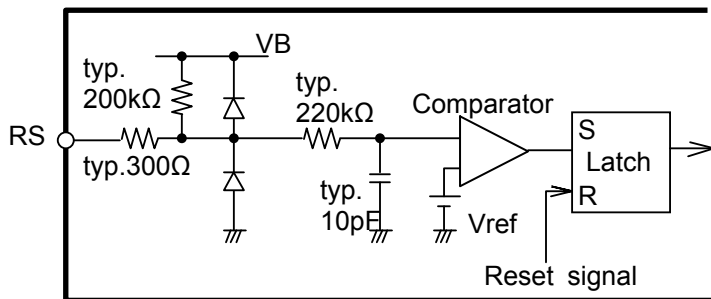 VB
typ.
200kΩ
typ.
220kΩ
Comparator
RS
typ.300Ω
S
Latch
R
typ.
10pF
Vref
Reset signal